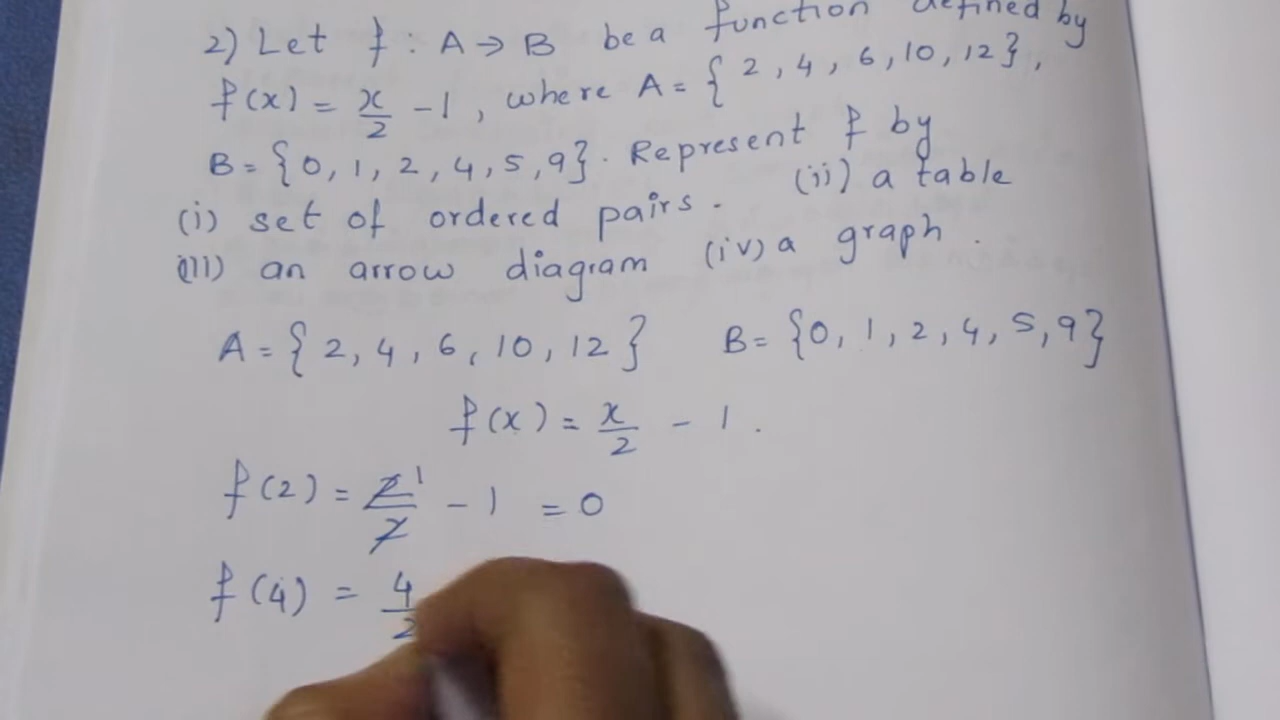 2) Let f : A → B be a function defined by
f(x) = x/2 - 1, where A = { 2, 4, 6, 10, 12 },
B = {0, 1, 2, 4, 5, 9}. Represent f by
(i) set of ordered pairs. (ii) a table
(iii) an arrow diagram (iv) a graph.
A = { 2, 4, 6, 10, 12 } B = {0, 1, 2, 4, 5, 9}
f(x) = x/2 - 1.
f(2) = 2/2 1 - 1 = 0
f(4) = 4/2